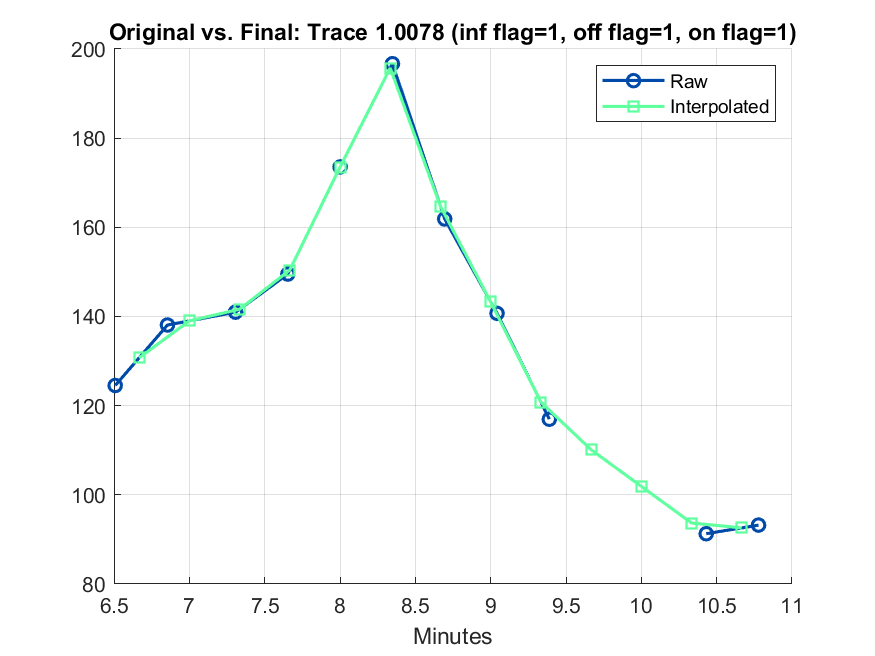 Original vs. Final: Trace 1.0078 (inf flag=1, off flag=1, on flag=1)
200
180
160
140
120
100
80
Raw
Interpolated
6.5 7 7.5 8 8.5 9 9.5 10 10.5 11
Minutes